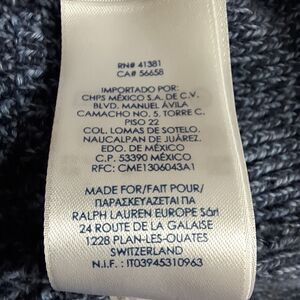 RN# 41381
CA# 56658
IMPORTADO POR:
CHPS MÉXICO S.A. DE C.V.
BLVD. MANUEL ÁVILA
CAMACHO NO. 5, TORRE C,
PISO 22
COL. LOMAS DE SOTELO,
NAUCALPAN DE JUÁREZ,
EDO. DE MÉXICO
C.P. 53390 MÉXICO
RFC: CME1306043A1
MADE FOR/FAIT POUR/
ΠΑΡΑΣΚΕΥΑΖΕΤΑΙ ΓΙΑ
RALPH LAUREN EUROPE Sàrl
24 ROUTE DE LA GALAISE
1228 PLAN-LES-OUATES
SWITZERLAND
N.I.F. : IT03945310963